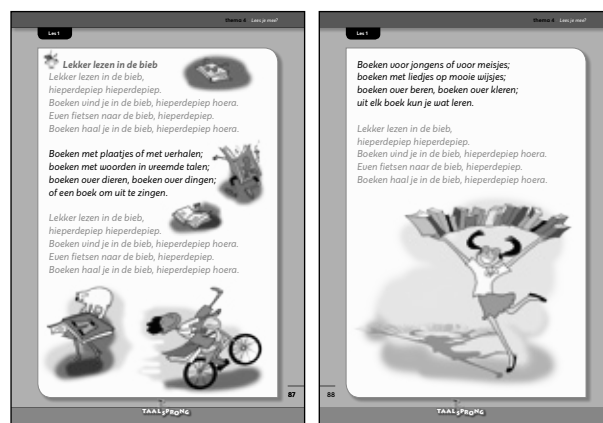 thema 6 Lees je mee?
Les 1
Lekker lezen in de bieb
Lekker lezen in de bieb,
hieperdepiep hieperdepiep.
Boeken vind je in de bieb, hieperdepiep hoera.
Even fietsen naar de bieb, hieperdepiep.
Boeken haal je in de bieb, hieperdepiep hoera.
Boeken met plaatjes of met verhalen;
boeken met woorden in vreemde talen;
boeken over dieren, boeken over dingen;
of een boek om uit te zingen.
Lekker lezen in de bieb,
hieperdepiep hieperdepiep.
Boeken vind je in de bieb, hieperdepiep hoera.
Even fietsen naar de bieb, hieperdepiep.
Boeken haal je in de bieb, hieperdepiep hoera.
87
TAALSPRONG
thema 6 Lees je mee?
Les 1
Boeken voor jongens of voor meisjes;
boeken met liedjes op mooie wijsjes;
boeken over beren, boeken over kleren;
uit elk boek kun je wat leren.
Lekker lezen in de bieb,
hieperdepiep hieperdepiep.
Boeken vind je in de bieb, hieperdepiep hoera.
Even fietsen naar de bieb, hieperdepiep.
Boeken haal je in de bieb, hieperdepiep hoera.
88
TAALSPRONG